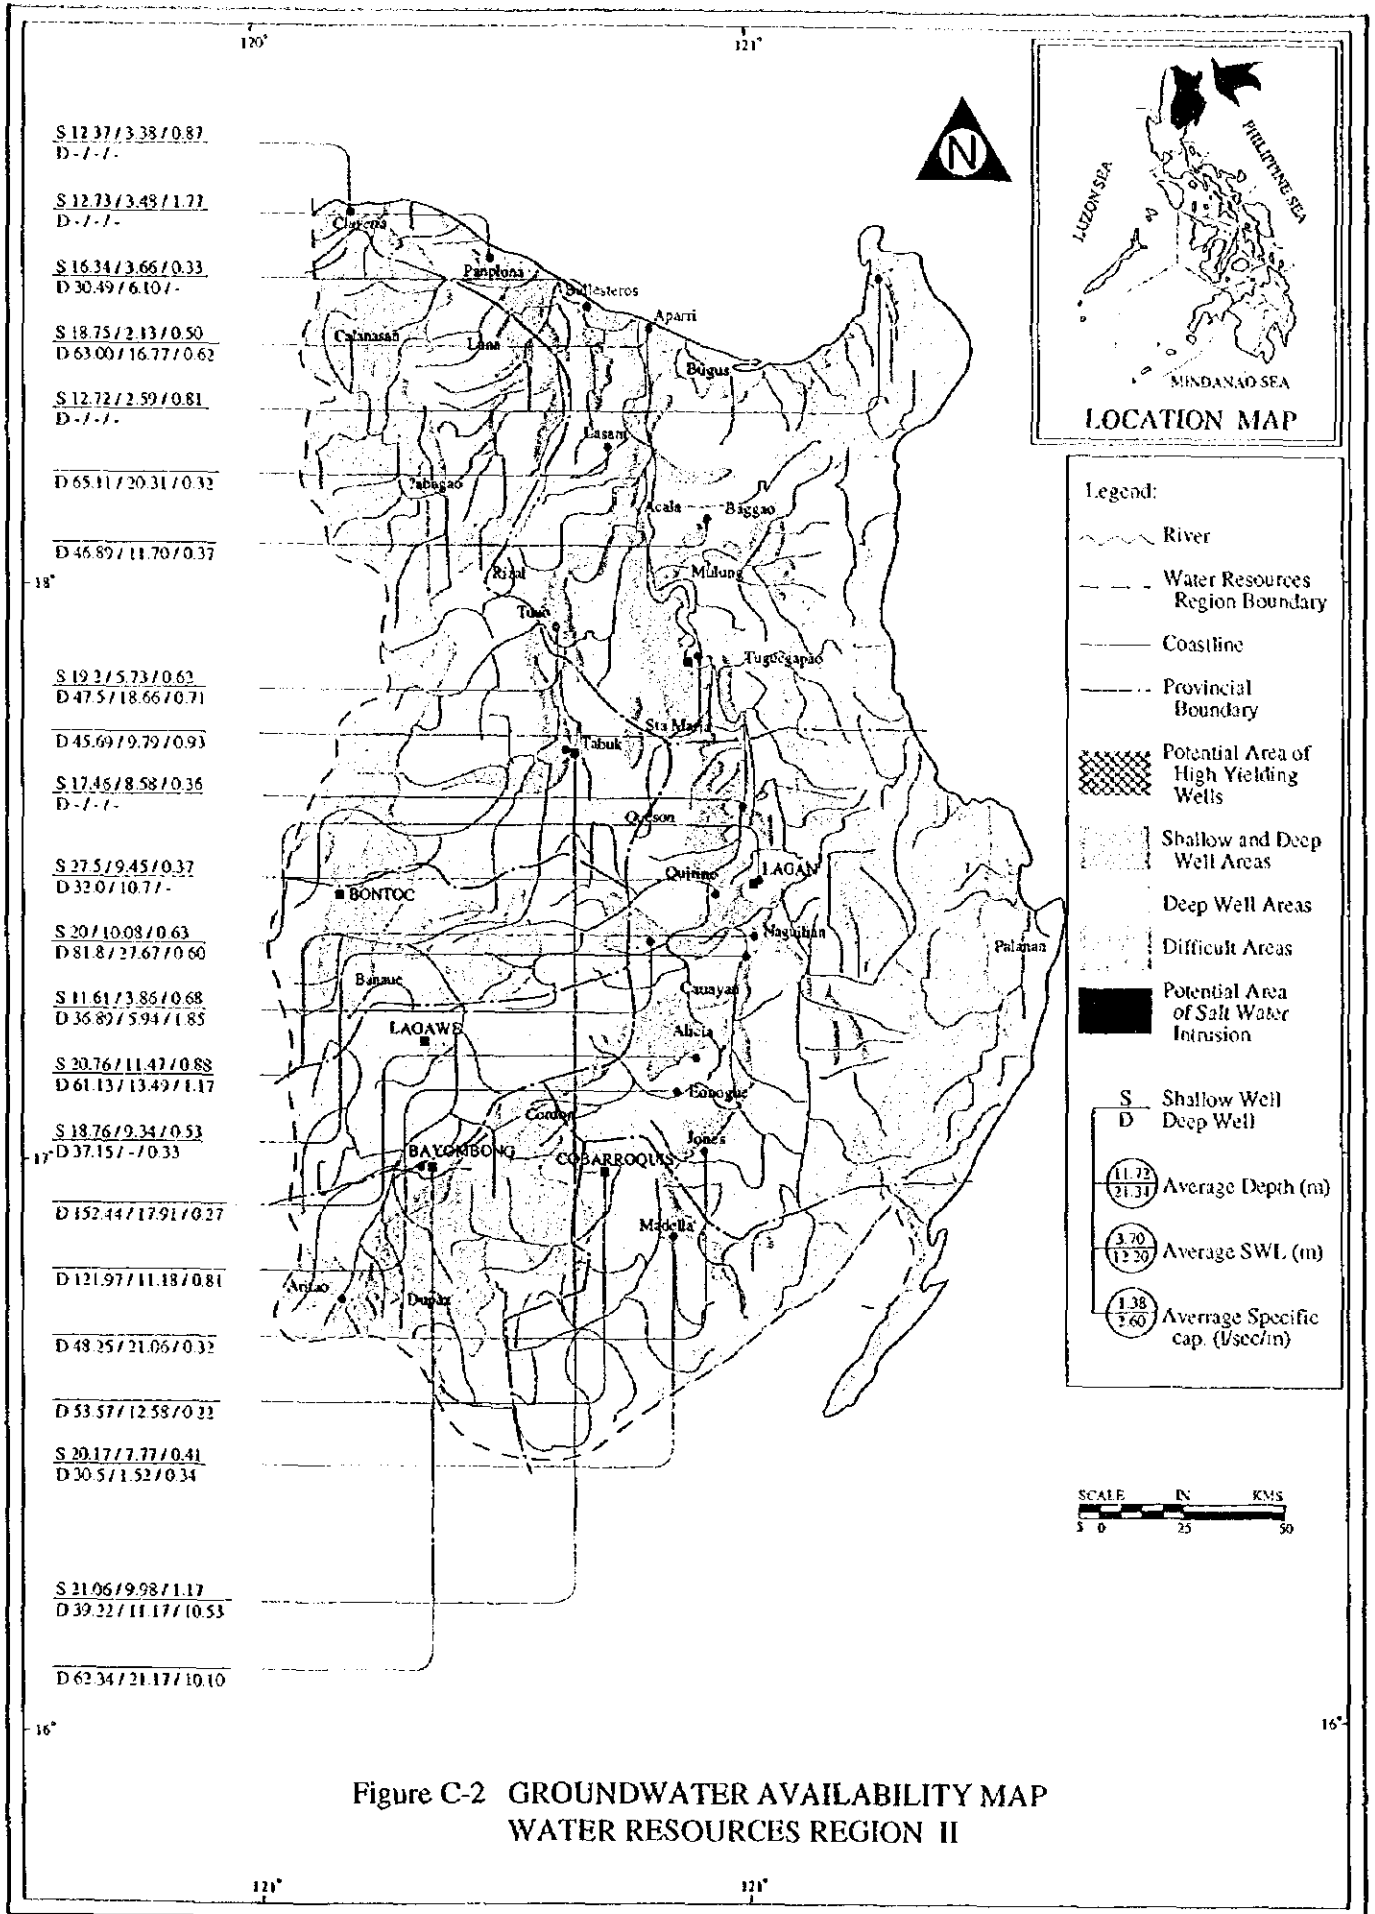 120°
121°
S 12.37 / 3.38 / 0.87
D - / - / -
S 12.73 / 3.48 / 1.77
D - / - / -
S 16.34 / 3.66 / 0.33
D 30.49 / 6.10 / -
S 18.75 / 2.13 / 0.50
D 63.00 / 16.77 / 0.62
S 12.72 / 2.59 / 0.81
D - / - / -
D 65.11 / 20.31 / 0.32
D 46.89 / 11.70 / 0.37
18°
S 19.2 / 5.73 / 0.62
D 47.5 / 18.66 / 0.71
D 45.69 / 9.79 / 0.93
S 17.46 / 8.58 / 0.36
D - / - / -
S 27.5 / 9.45 / 0.37
D 32.0 / 10.7 / -
S 20 / 10.08 / 0.63
D 81.8 / 27.67 / 0.60
S 11.61 / 3.86 / 0.68
D 36.89 / 5.94 / 1.85
S 20.76 / 11.47 / 0.88
D 61.13 / 13.49 / 1.17
S 18.76 / 9.34 / 0.53
D 37.15 / - / 0.33
17°
D 152.44 / 17.91 / 0.27
D 121.97 / 11.18 / 0.81
D 48.25 / 21.06 / 0.32
D 53.57 / 12.58 / 0.22
S 20.17 / 7.77 / 0.41
D 30.5 / 1.52 / 0.34
S 21.06 / 9.98 / 1.17
D 39.22 / 11.17 / 10.53
D 62.34 / 21.17 / 10.10
16°
16°
N
Claveria
Panplona
Ballesteros
Aparri
Calanasan
Luna
Bugus
Lasam
Acala
Baggao
Rizal
Mulung
Tuao
Tuguegapao
Sta Maria
Tabuk
Queson
Quirino
LAGAN
BONTOC
Naguilian
Palanan
Banaue
Cauayan
LAGAWE
Alicia
Cordon
Jones
BAYOMBONG
COBARROQUIS
Madella
Aritao
Dupax
LUZON SEA
PHILIPPINE SEA
MINDANAO SEA
LOCATION MAP
Legend:
River
Water Resources
Region Boundary
Coastline
Provincial
Boundary
Potential Area of
High Yielding
Wells
Shallow and Deep
Well Areas
Deep Well Areas
Difficult Areas
Potential Area
of Salt Water
Intrusion
S Shallow Well
D Deep Well
11.72
21.31
Average Depth (m)
3.70
12.20
Average SWL (m)
1.38
2.60
Averrage Specific
cap. (l/sec/m)
SCALE IN KMS
5 0 25 50
Figure C-2 GROUNDWATER AVAILABILITY MAP
WATER RESOURCES REGION II
121°
121°